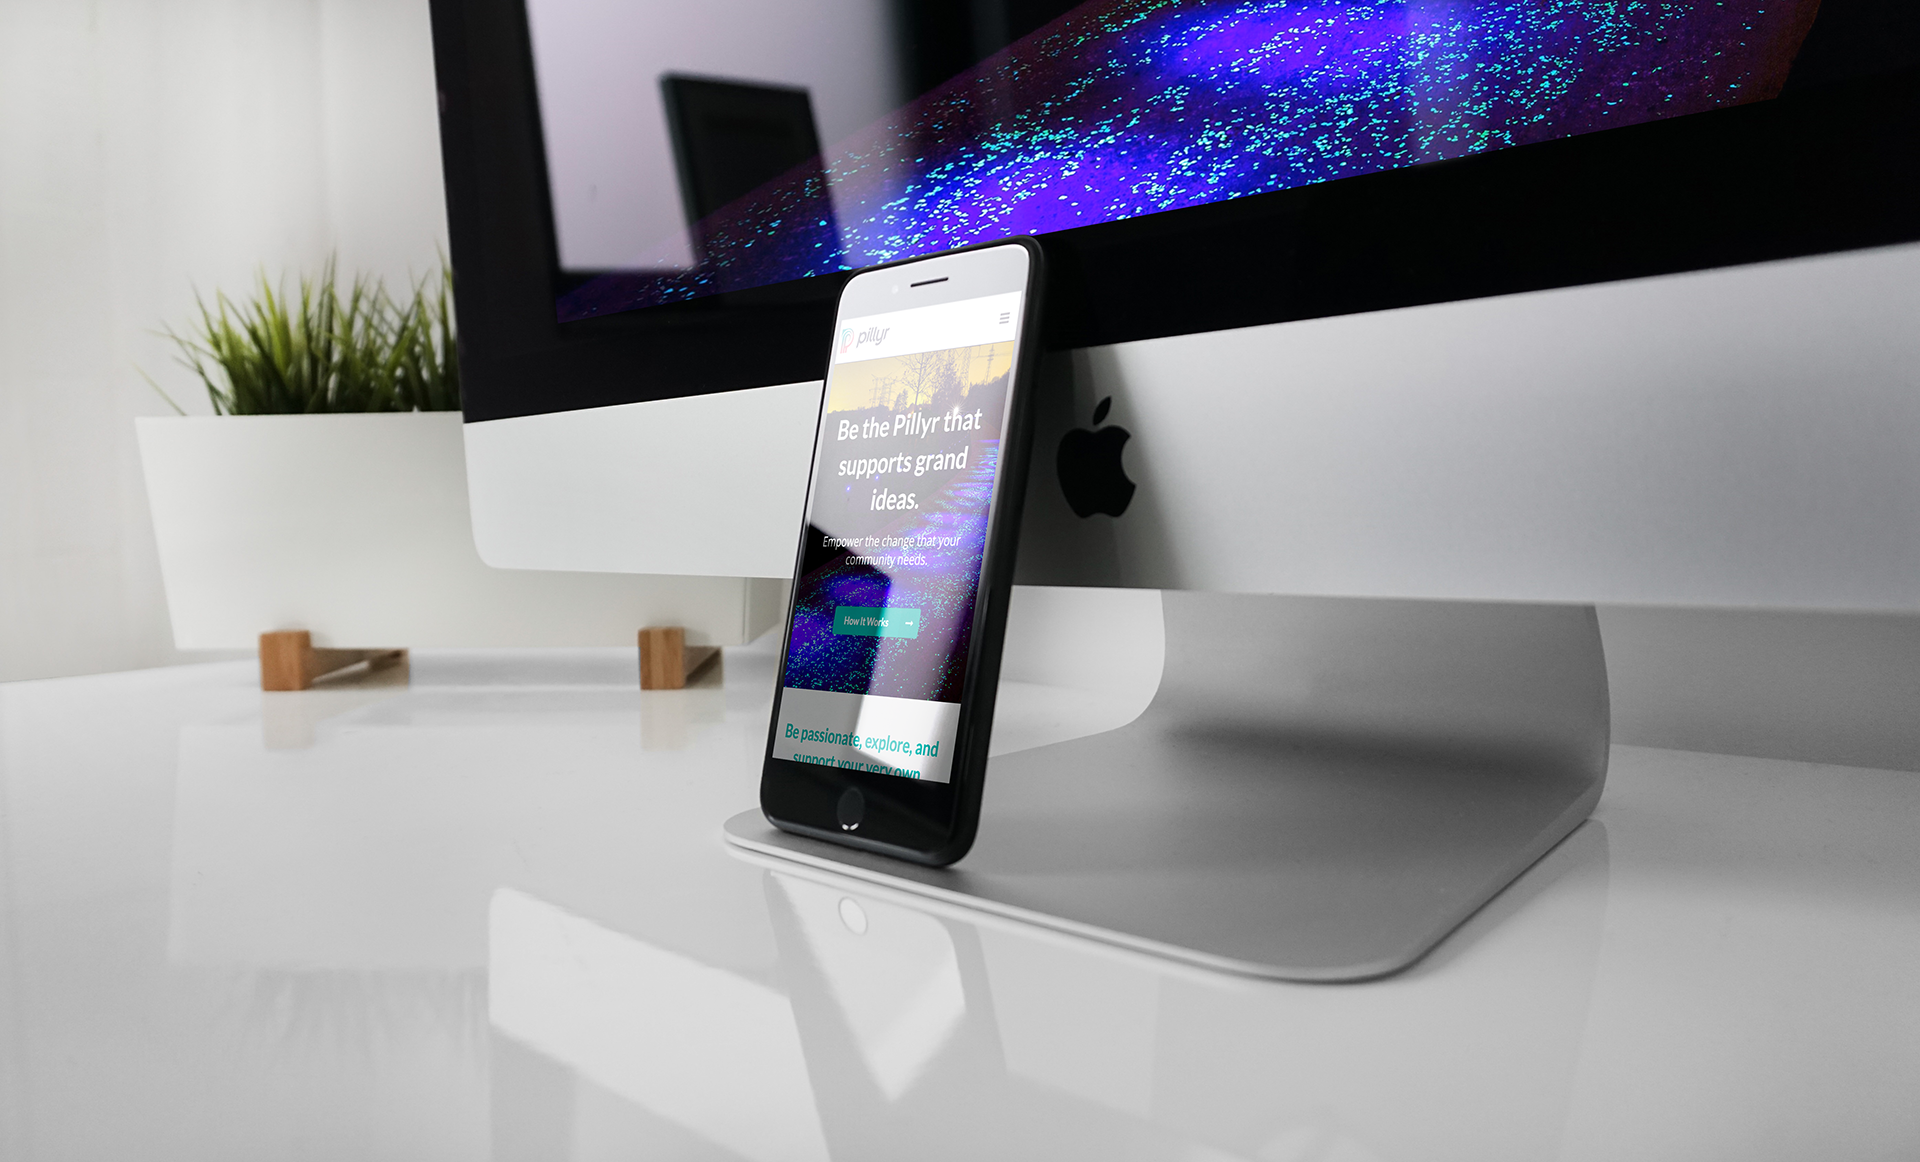 pillyr
Be the Pillyr that
supports grand
ideas.
Empower the change that your
community needs.
How It Works →
Be passionate, explore, and
support your very own